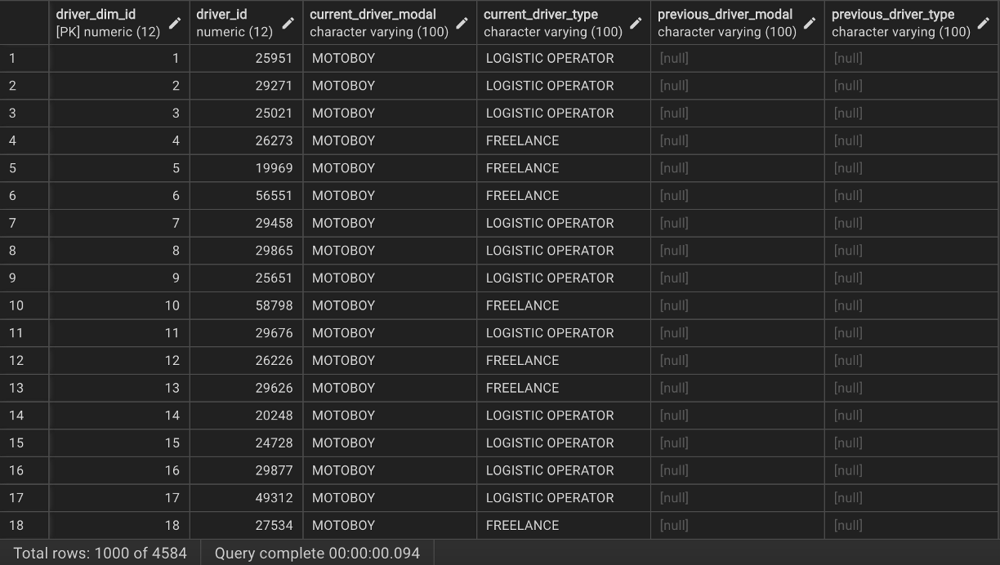 driver_dim_id driver_id current_driver_modal current_driver_type previous_driver_modal previous_driver_type
[PK] numeric (12) numeric (12) character varying (100) character varying (100) character varying (100) character varying (100)
1 1 25951 MOTOBOY LOGISTIC OPERATOR [null] [null]
2 2 29271 MOTOBOY LOGISTIC OPERATOR [null] [null]
3 3 25021 MOTOBOY LOGISTIC OPERATOR [null] [null]
4 4 26273 MOTOBOY FREELANCE [null] [null]
5 5 19969 MOTOBOY FREELANCE [null] [null]
6 6 56551 MOTOBOY FREELANCE [null] [null]
7 7 29458 MOTOBOY LOGISTIC OPERATOR [null] [null]
8 8 29865 MOTOBOY LOGISTIC OPERATOR [null] [null]
9 9 25651 MOTOBOY LOGISTIC OPERATOR [null] [null]
10 10 58798 MOTOBOY FREELANCE [null] [null]
11 11 29676 MOTOBOY LOGISTIC OPERATOR [null] [null]
12 12 26226 MOTOBOY FREELANCE [null] [null]
13 13 29626 MOTOBOY FREELANCE [null] [null]
14 14 20248 MOTOBOY LOGISTIC OPERATOR [null] [null]
15 15 24728 MOTOBOY LOGISTIC OPERATOR [null] [null]
16 16 29877 MOTOBOY LOGISTIC OPERATOR [null] [null]
17 17 49312 MOTOBOY LOGISTIC OPERATOR [null] [null]
18 18 27534 MOTOBOY FREELANCE [null] [null]
Total rows: 1000 of 4584 Query complete 00:00:00.094